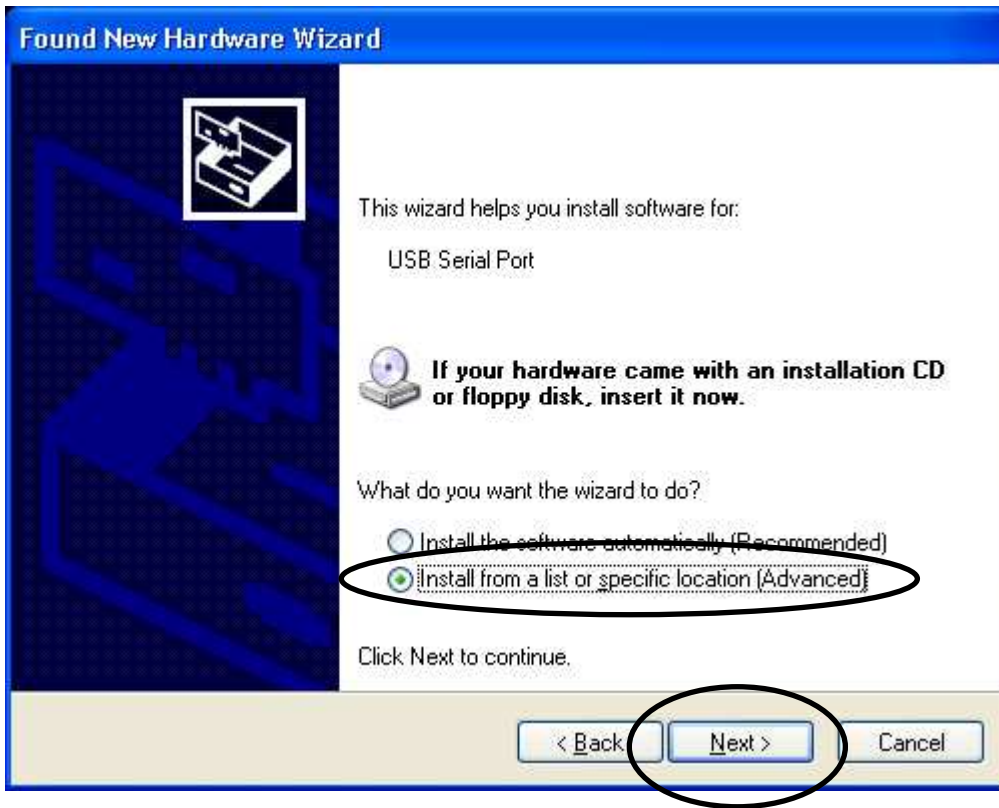 Found New Hardware Wizard
This wizard helps you install software for:
USB Serial Port
If your hardware came with an installation CD
or floppy disk, insert it now.
What do you want the wizard to do?
Install the software automatically (Recommended)
Install from a list or specific location (Advanced)
Click Next to continue.
< Back
Next >
Cancel